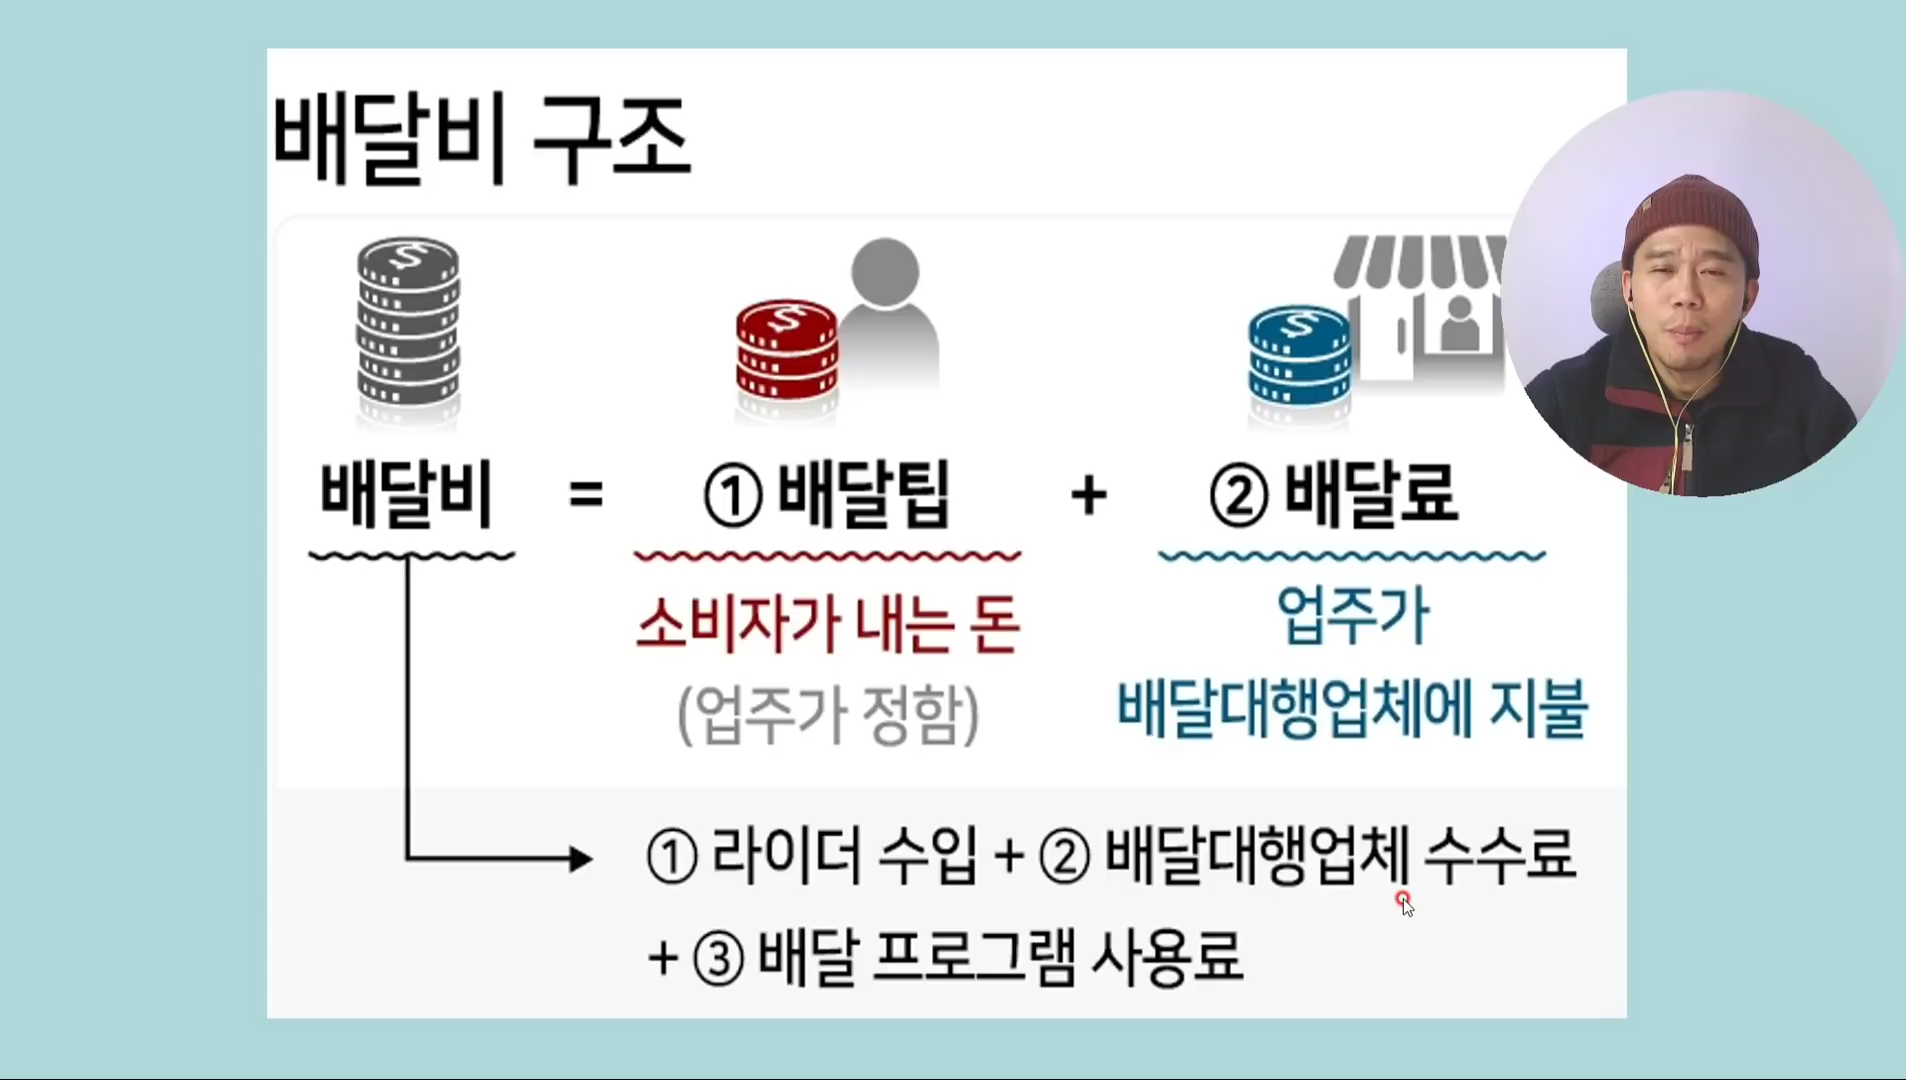 배달비 구조
배달비 = ① 배달팁 + ② 배달료
소비자가 내는 돈
(업주가 정함)
업주가
배달대행업체에 지불
① 라이더 수입 + ② 배달대행업체 수수료
+ ③ 배달 프로그램 사용료